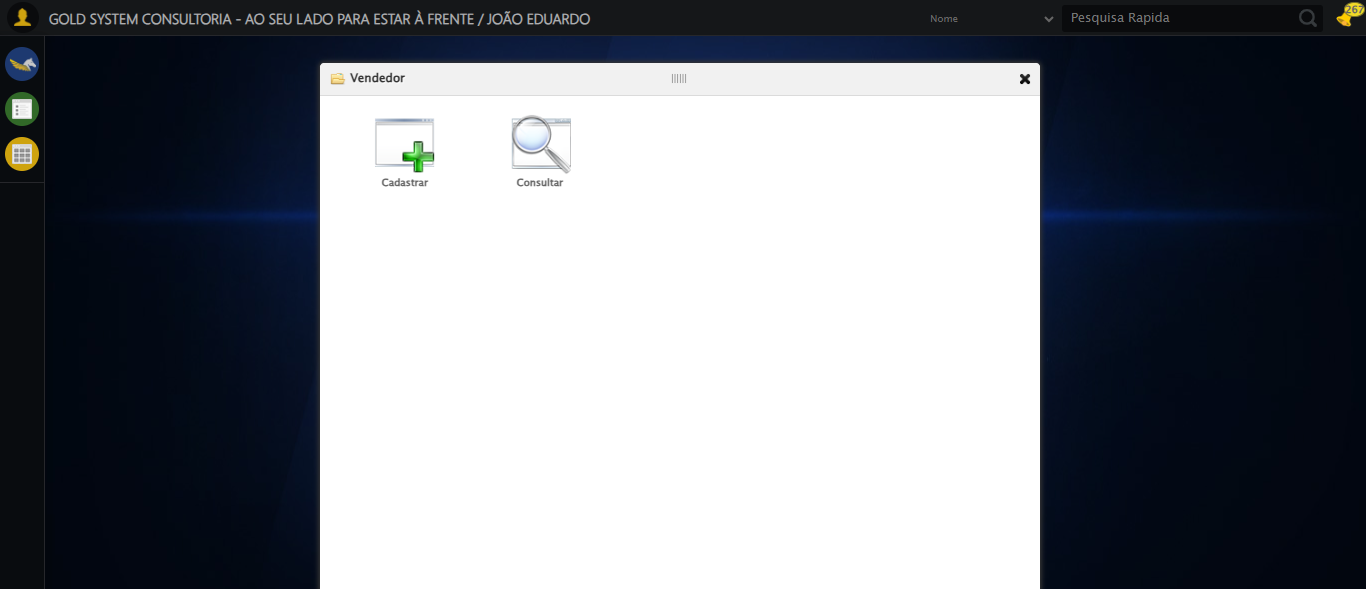 GOLD SYSTEM CONSULTORIA - AO SEU LADO PARA ESTAR À FRENTE / JOÃO EDUARDO
Nome
Pesquisa Rapida
267
Vendedor
Cadastrar
Consultar